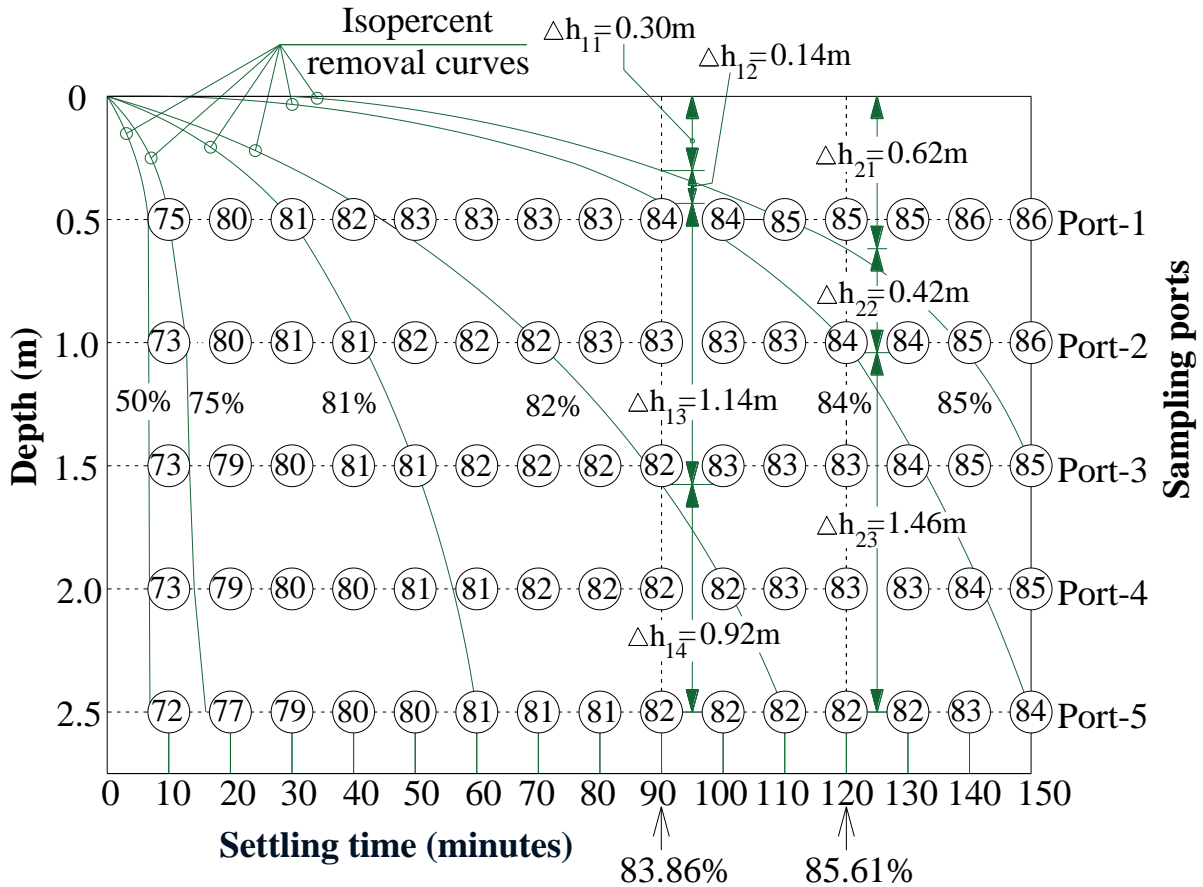 Isopercent
removal curves
△h11=0.30m
△h12=0.14m
0
△h21=0.62m
0.5
75 80 81 82 83 83 83 83 84 84 85 85 85 86 86
Port-1
△h22=0.42m
1.0
73 80 81 81 82 82 82 83 83 83 83 84 84 85 86
Port-2
50% 75% 81% 82% △h13=1.14m 84% 85%
1.5
73 79 80 81 81 82 82 82 82 83 83 83 84 85 85
Port-3
△h23=1.46m
2.0
73 79 80 80 81 81 82 82 82 82 83 83 83 84 85
Port-4
△h14=0.92m
2.5
72 77 79 80 80 81 81 81 82 82 82 82 82 83 84
Port-5
0 10 20 30 40 50 60 70 80 90 100 110 120 130 140 150
Settling time (minutes)
83.86%
85.61%
Depth (m)
Sampling ports